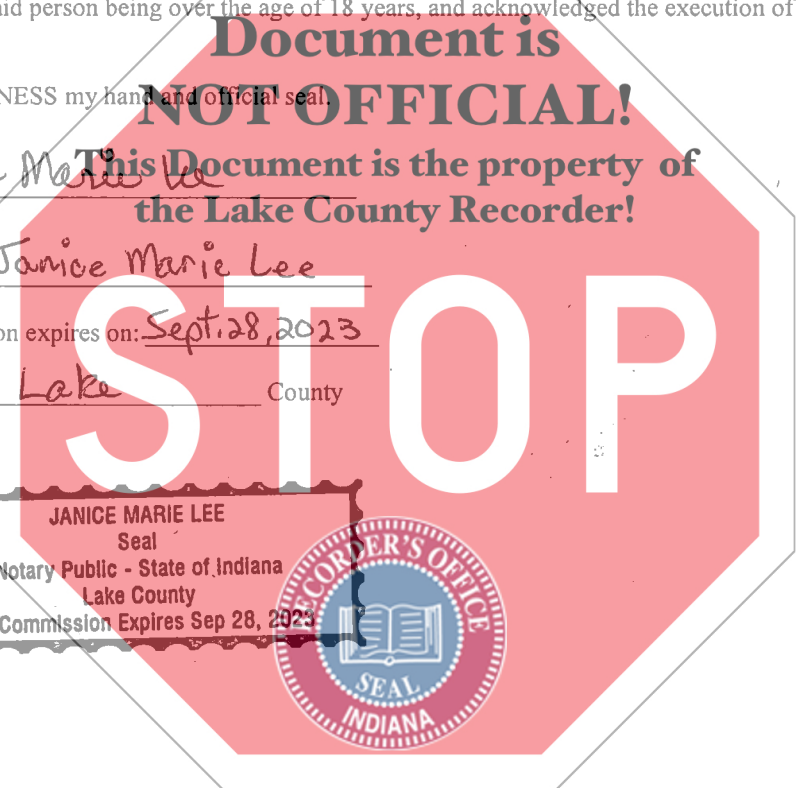 aid person being over the age of 18 years, and acknowledged the execution of
Document is
NESS my hand and official seal.
NOT OFFICIAL!
This Document is the property of
Marie Lee
the Lake County Recorder!
Janice Marie Lee
on expires on: Sept. 28, 2023
Lake County
STOP
JANICE MARIE LEE
Seal
Notary Public - State of Indiana
Lake County
Commission Expires Sep 28, 2023
RECORDER'S OFFICE
SEAL
INDIANA